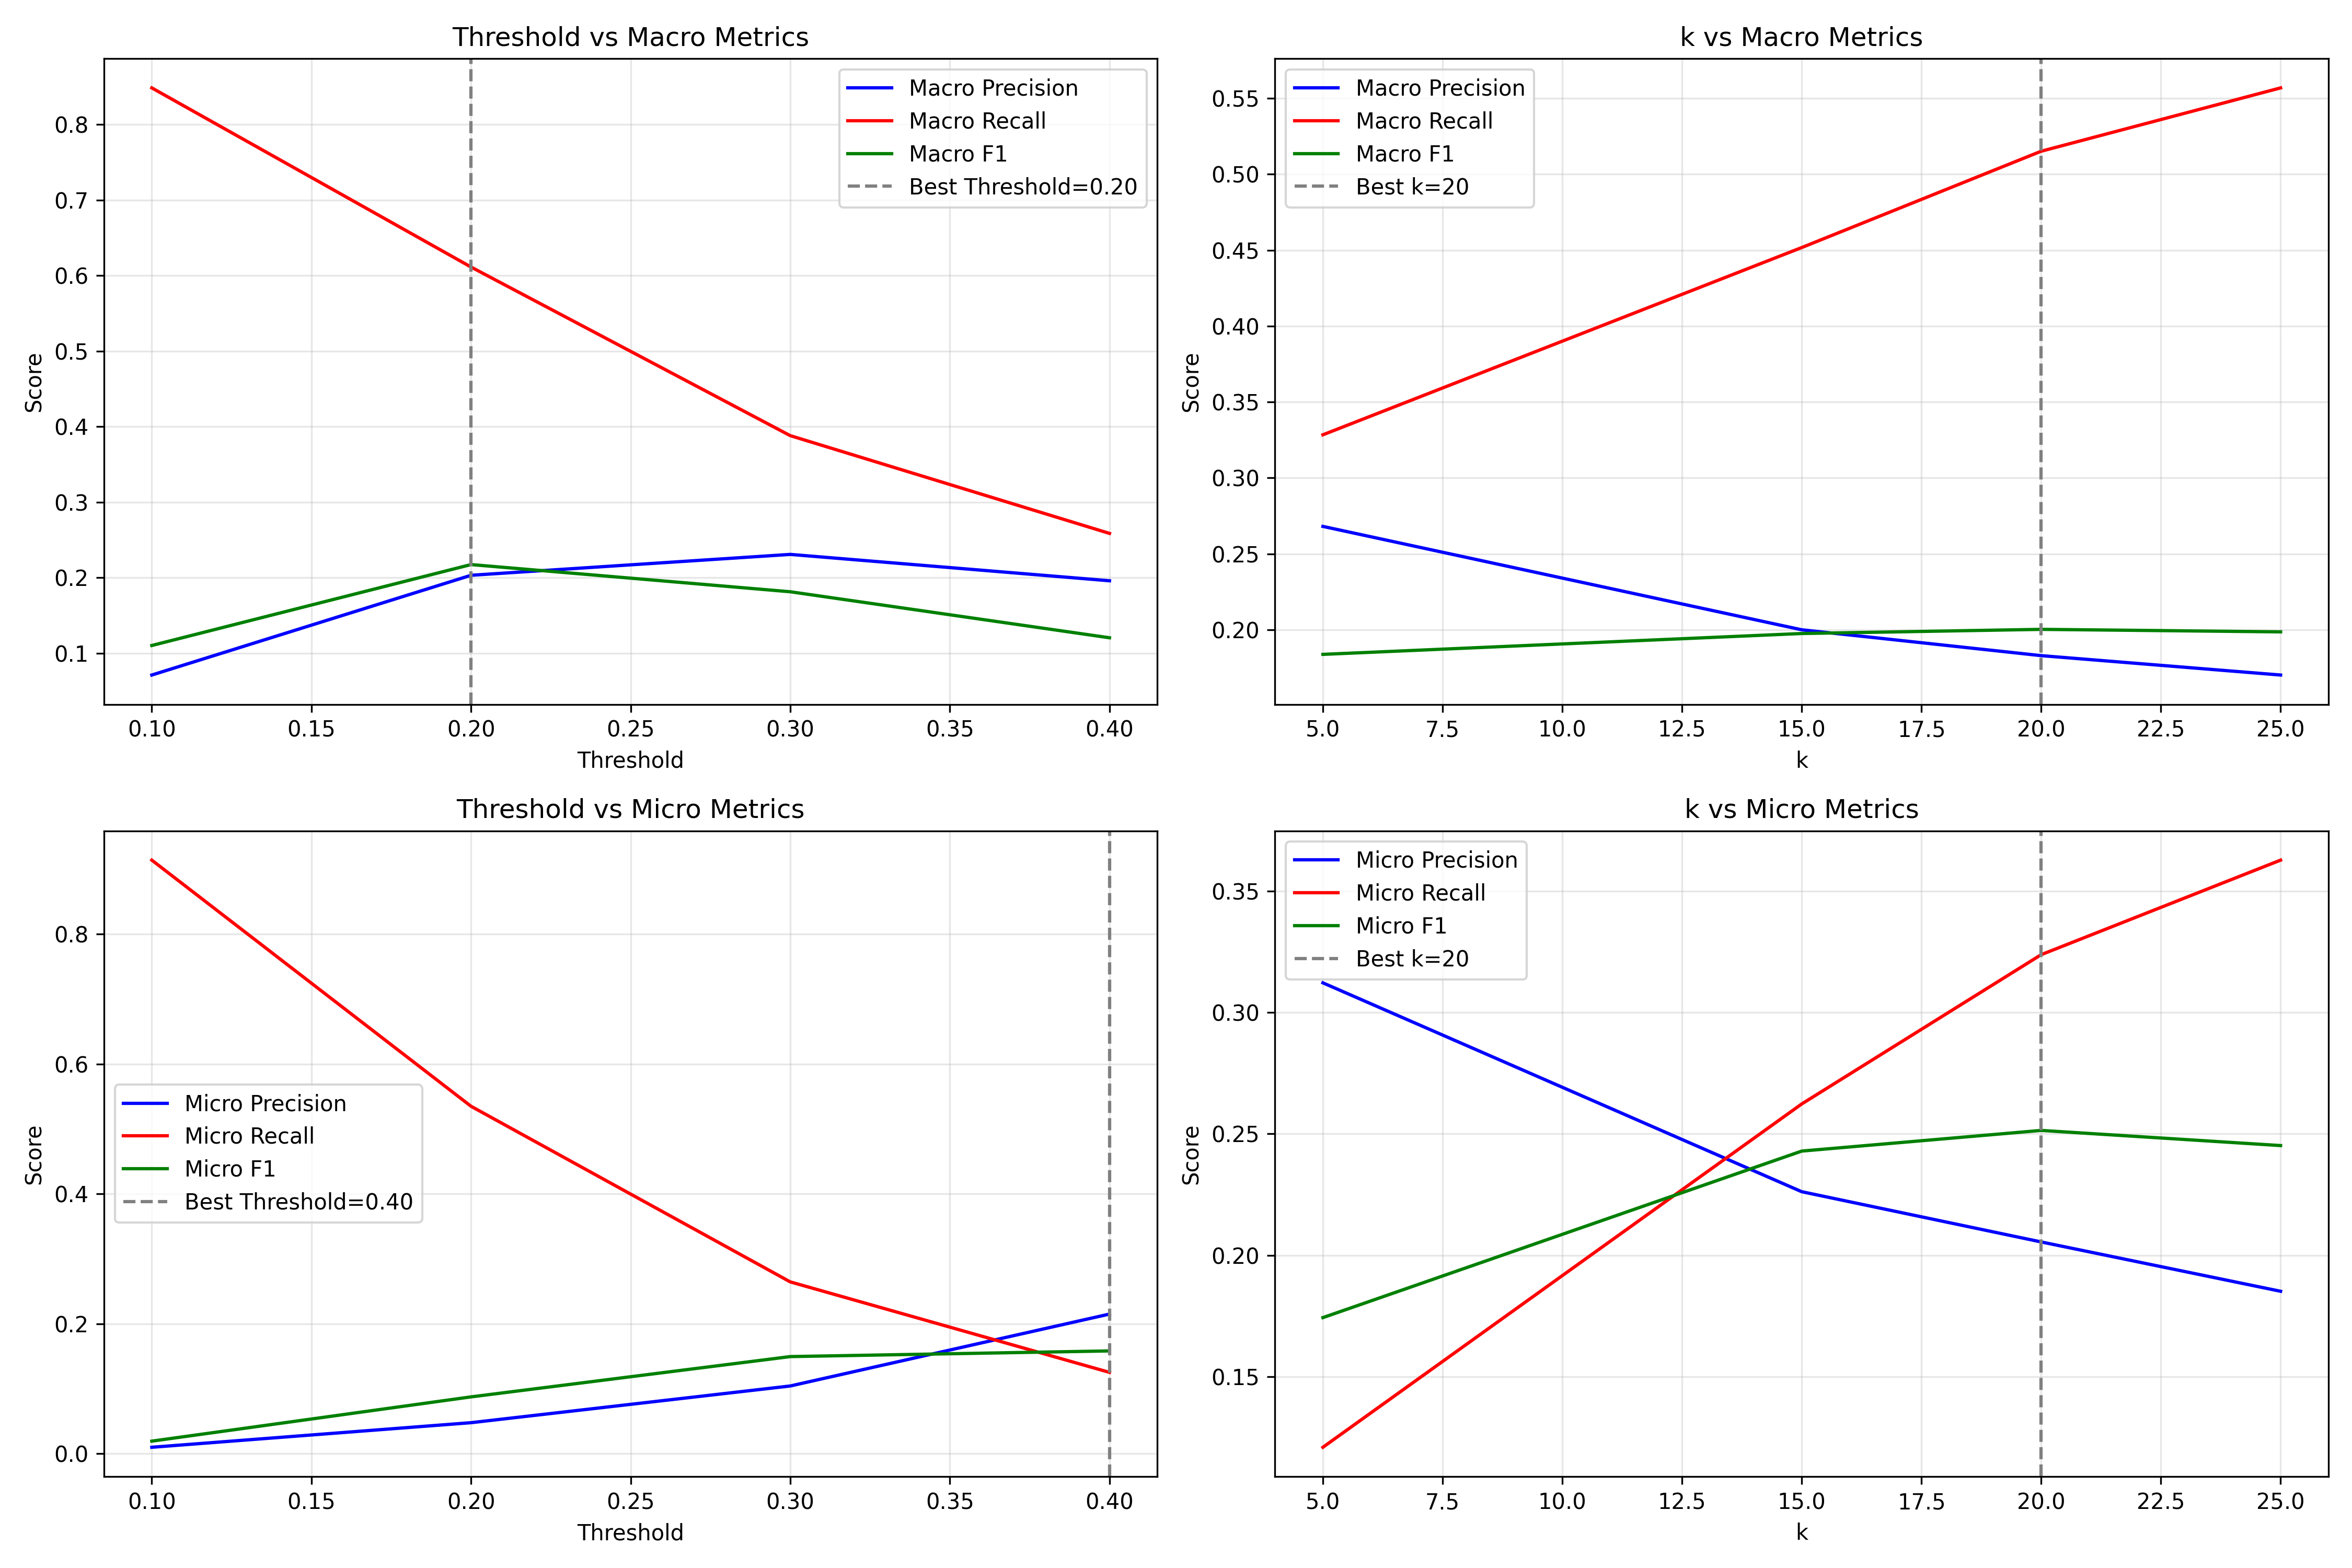 Threshold vs Macro Metrics
Score
0.8
0.7
0.6
0.5
0.4
0.3
0.2
0.1
Macro Precision
Macro Recall
Macro F1
Best Threshold=0.20
0.10 0.15 0.20 0.25 0.30 0.35 0.40
Threshold
k vs Macro Metrics
Score
0.55
0.50
0.45
0.40
0.35
0.30
0.25
0.20
Macro Precision
Macro Recall
Macro F1
Best k=20
5.0 7.5 10.0 12.5 15.0 17.5 20.0 22.5 25.0
k
Threshold vs Micro Metrics
Score
0.8
0.6
0.4
0.2
0.0
Micro Precision
Micro Recall
Micro F1
Best Threshold=0.40
0.10 0.15 0.20 0.25 0.30 0.35 0.40
Threshold
k vs Micro Metrics
Score
0.35
0.30
0.25
0.20
0.15
Micro Precision
Micro Recall
Micro F1
Best k=20
5.0 7.5 10.0 12.5 15.0 17.5 20.0 22.5 25.0
k